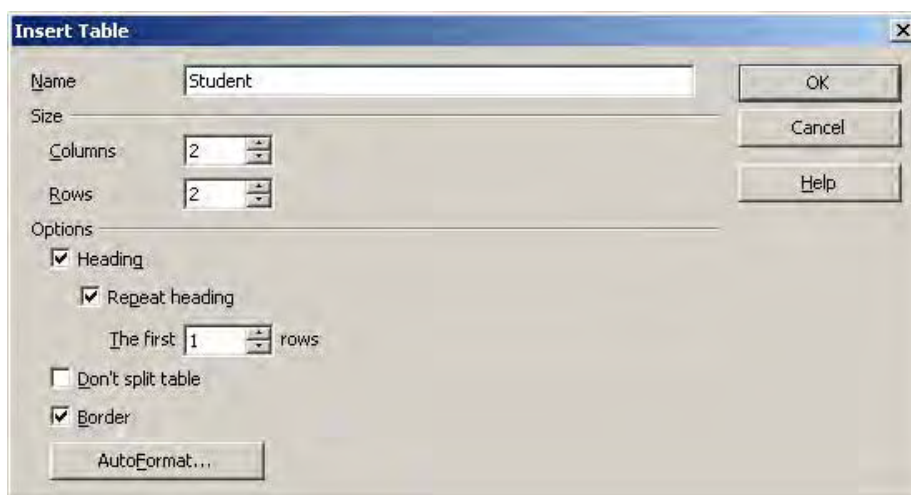 Insert Table
Name Student OK
Size
Cancel
Columns 2
Rows 2 Help
Options
Heading
Repeat heading
The first 1 rows
Don't split table
Border
AutoFormat...